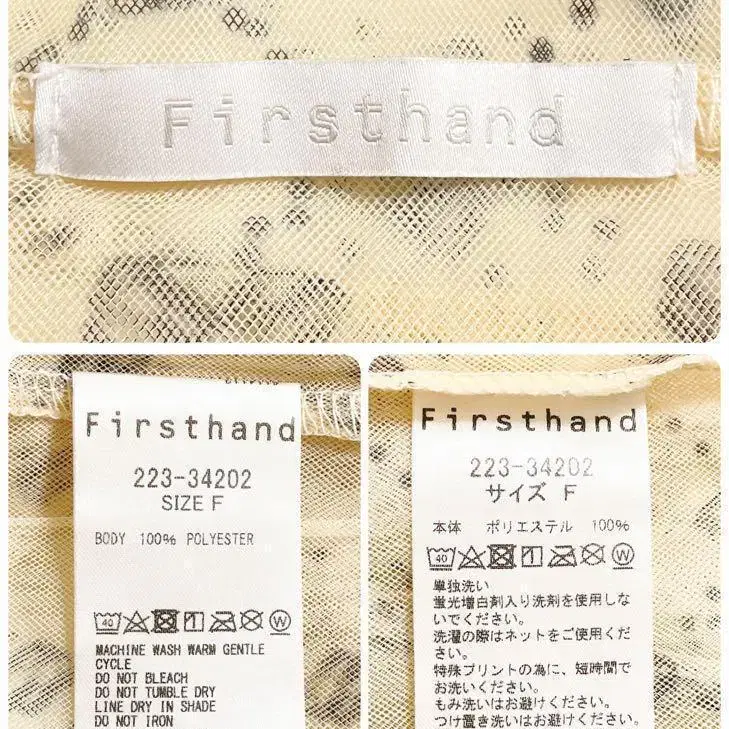 Firsthand
Firsthand
223-34202
SIZE F
BODY 100% POLYESTER
40
W
MACHINE WASH WARM GENTLE
CYCLE
DO NOT BLEACH
DO NOT TUMBLE DRY
LINE DRY IN SHADE
DO NOT IRON
Firsthand
223-34202
サイズ F
本体 ポリエステル 100%
40
W
単独洗い
蛍光増白剤入り洗剤を使用しな
いでください。
洗濯の際はネットをご使用くだ
さい。
特殊プリントの為に、短時間で
お洗いください。
もみ洗いはお避けください。
つけ置き洗いはお避けください。